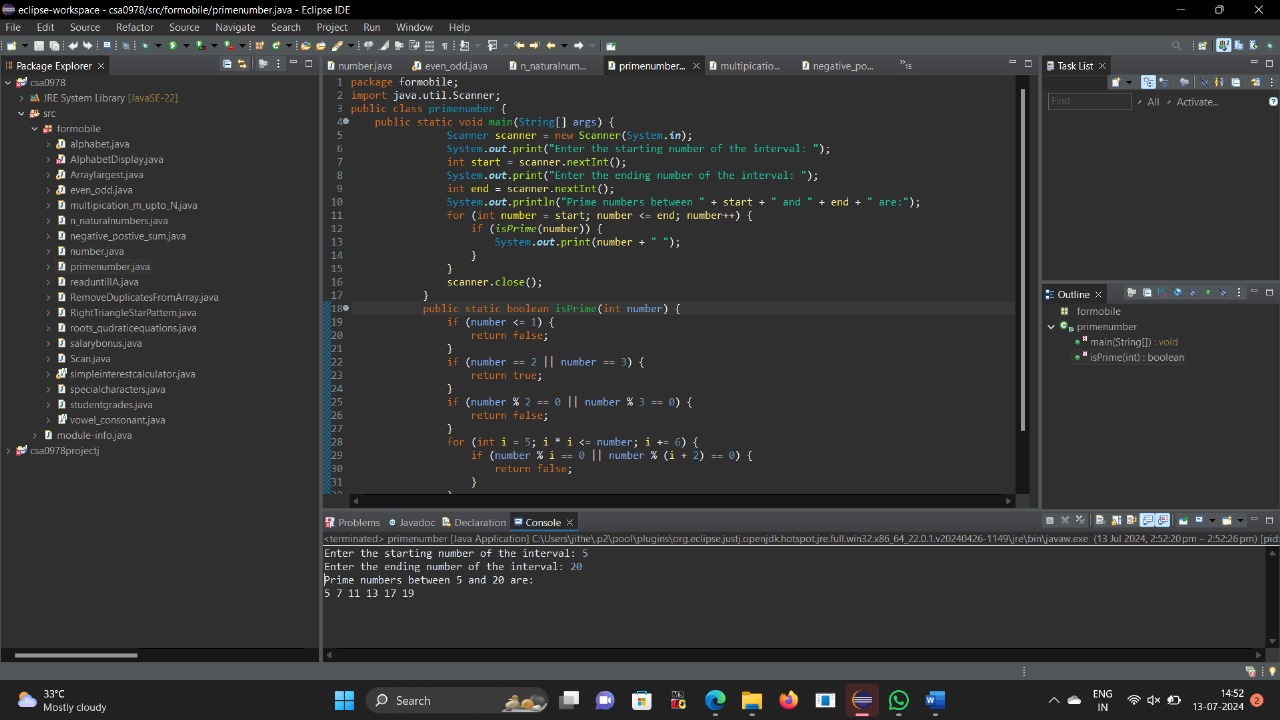 eclipse-workspace - csa0978/src/formobile/primenumber.java - Eclipse IDE
File Edit Source Refactor Source Navigate Search Project Run Window Help
Package Explorer
csa0978
JRE System Library [JavaSE-22]
src
formobile
alphabet.java
AlphabetDisplay.java
Arraylargest.java
even_odd.java
multipication_m_upto_N.java
n_naturalnumbers.java
negative_postive_sum.java
number.java
primenumber.java
readuntillA.java
RemoveDuplicatesFromArray.java
RightTriangleStarPattern.java
roots_qudraticequations.java
salarybonus.java
Scan.java
simpleinterestcalculator.java
specialcharacters.java
studentgrades.java
vowel_consonant.java
module-info.java
csa0978projectj
number.java even_odd.java n_naturalnum... primenumber... multipicatio... negative_po... »15
1 package formobile;
2 import java.util.Scanner;
3 public class primenumber {
4 public static void main(String[] args) {
5 Scanner scanner = new Scanner(System.in);
6 System.out.print("Enter the starting number of the interval: ");
7 int start = scanner.nextInt();
8 System.out.print("Enter the ending number of the interval: ");
9 int end = scanner.nextInt();
10 System.out.println("Prime numbers between " + start + " and " + end + " are:");
11 for (int number = start; number <= end; number++) {
12 if (isPrime(number)) {
13 System.out.print(number + " ");
14 }
15 }
16 scanner.close();
17 }
18 public static boolean isPrime(int number) {
19 if (number <= 1) {
20 return false;
21 }
22 if (number == 2 || number == 3) {
23 return true;
24 }
25 if (number % 2 == 0 || number % 3 == 0) {
26 return false;
27 }
28 for (int i = 5; i * i <= number; i += 6) {
29 if (number % i == 0 || number % (i + 2) == 0) {
30 return false;
31 }
Task List
Find All Activate...
Outline
formobile
primenumber
main(String[]) : void
isPrime(int) : boolean
Problems Javadoc Declaration Console
<terminated> primenumber [Java Application] C:\Users\jithe\.p2\pool\plugins\org.eclipse.justj.openjdk.hotspot.jre.full.win32.x86_64_22.0.1.v20240426-1149\jre\bin\javaw.exe (13 Jul 2024, 2:52:20 pm – 2:52:26 pm) [pid:
Enter the starting number of the interval: 5
Enter the ending number of the interval: 20
Prime numbers between 5 and 20 are:
5 7 11 13 17 19
33°C
Mostly cloudy
Search
ENG
IN
14:52
13-07-2024
2